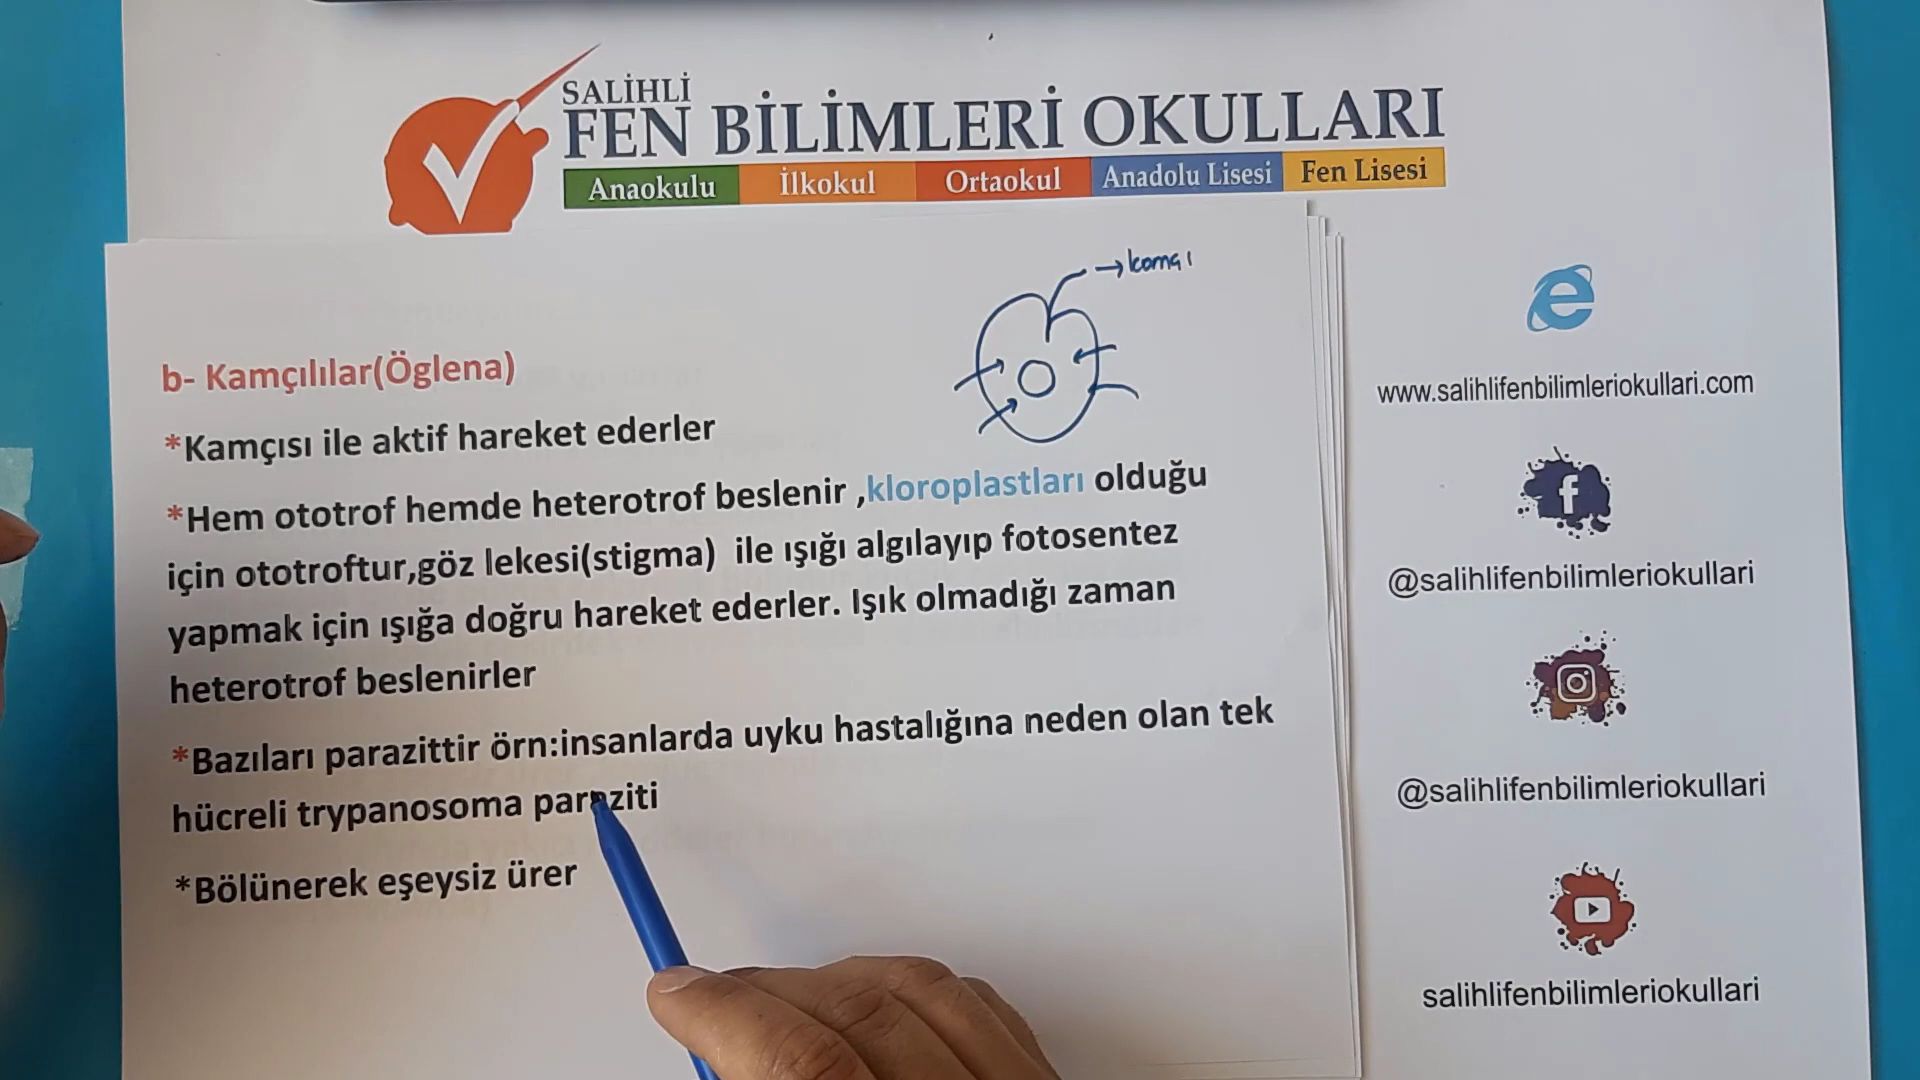 SALİHLİ
FEN BİLİMLERİ OKULLARI
Anaokulu İlkokul Ortaokul Anadolu Lisesi Fen Lisesi
→kamçı
b- Kamçılılar(Öglena)
*Kamçısı ile aktif hareket ederler
*Hem ototrof hemde heterotrof beslenir ,kloroplastları olduğu
için ototroftur,göz lekesi(stigma) ile ışığı algılayıp fotosentez
yapmak için ışığa doğru hareket ederler. Işık olmadığı zaman
heterotrof beslenirler
*Bazıları parazittir örn:insanlarda uyku hastalığına neden olan tek
hücreli trypanosoma paraziti
*Bölünerek eşeysiz ürer
www.salihlifenbilimleriokullari.com
@salihlifenbilimleriokullari
@salihlifenbilimleriokullari
salihlifenbilimleriokullari